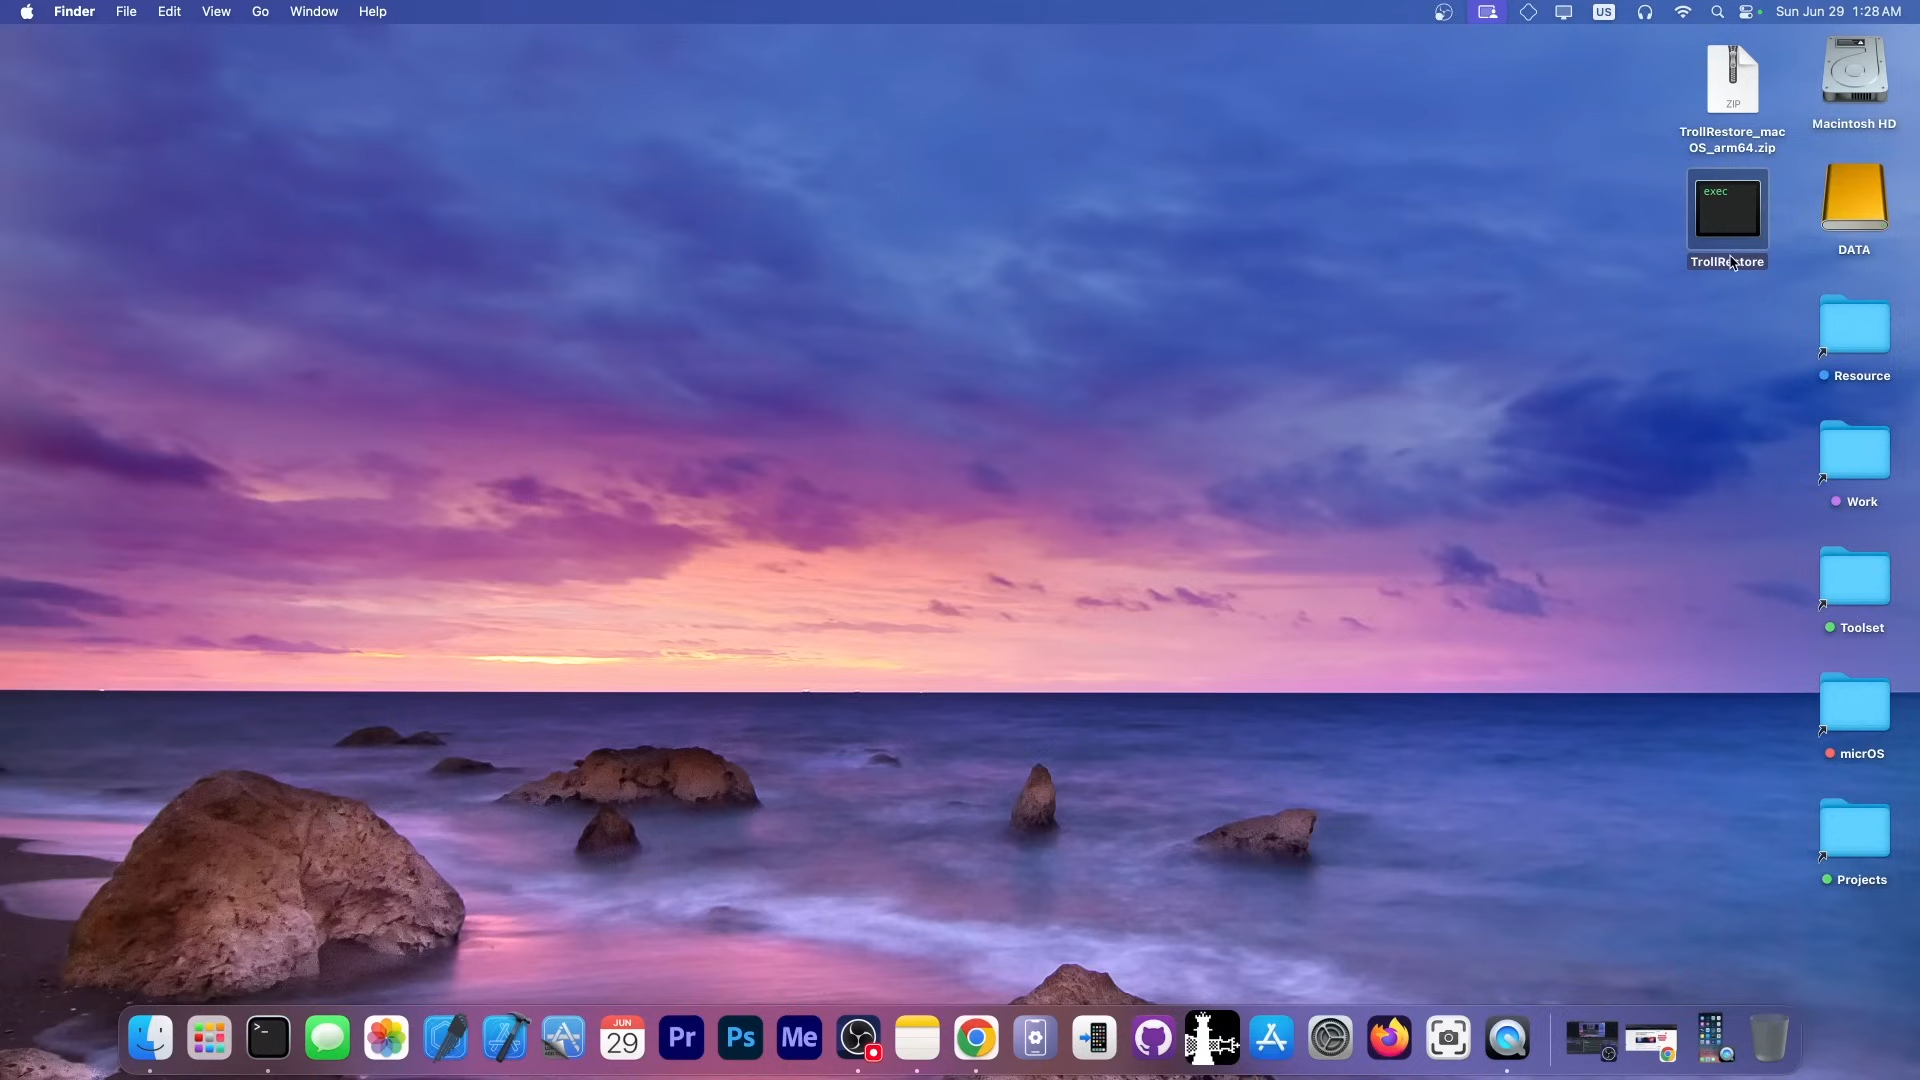 Finder File Edit View Go Window Help
US Sun Jun 29 1:28 AM
ZIP
TrollRestore_mac
OS_arm64.zip
Macintosh HD
exec
TrollRestore
DATA
Resource
Work
Toolset
micrOS
Projects
>_
JUN
29
Pr
Ps
Me